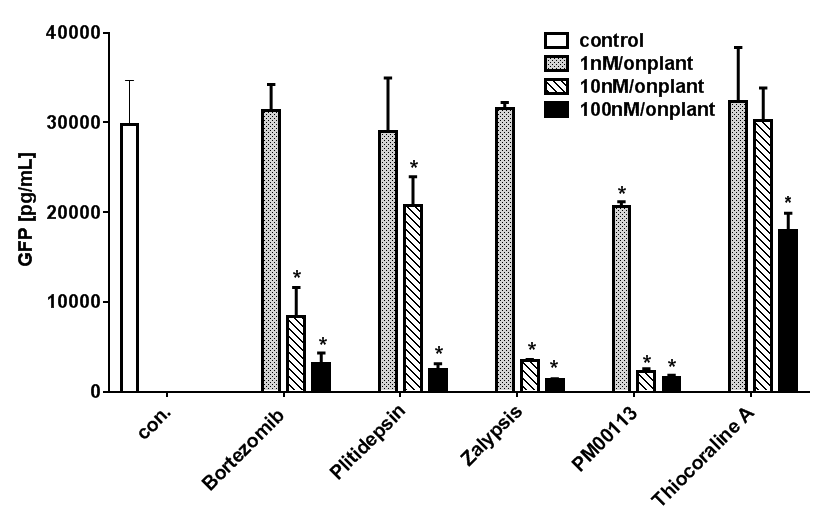 40000
30000
20000
10000
0
GFP [pg/mL]
control
1nM/onplant
10nM/onplant
100nM/onplant
* * * * * * * * * *
con.
Bortezomib
Plitidepsin
Zalypsis
PM00113
Thiocoraline A